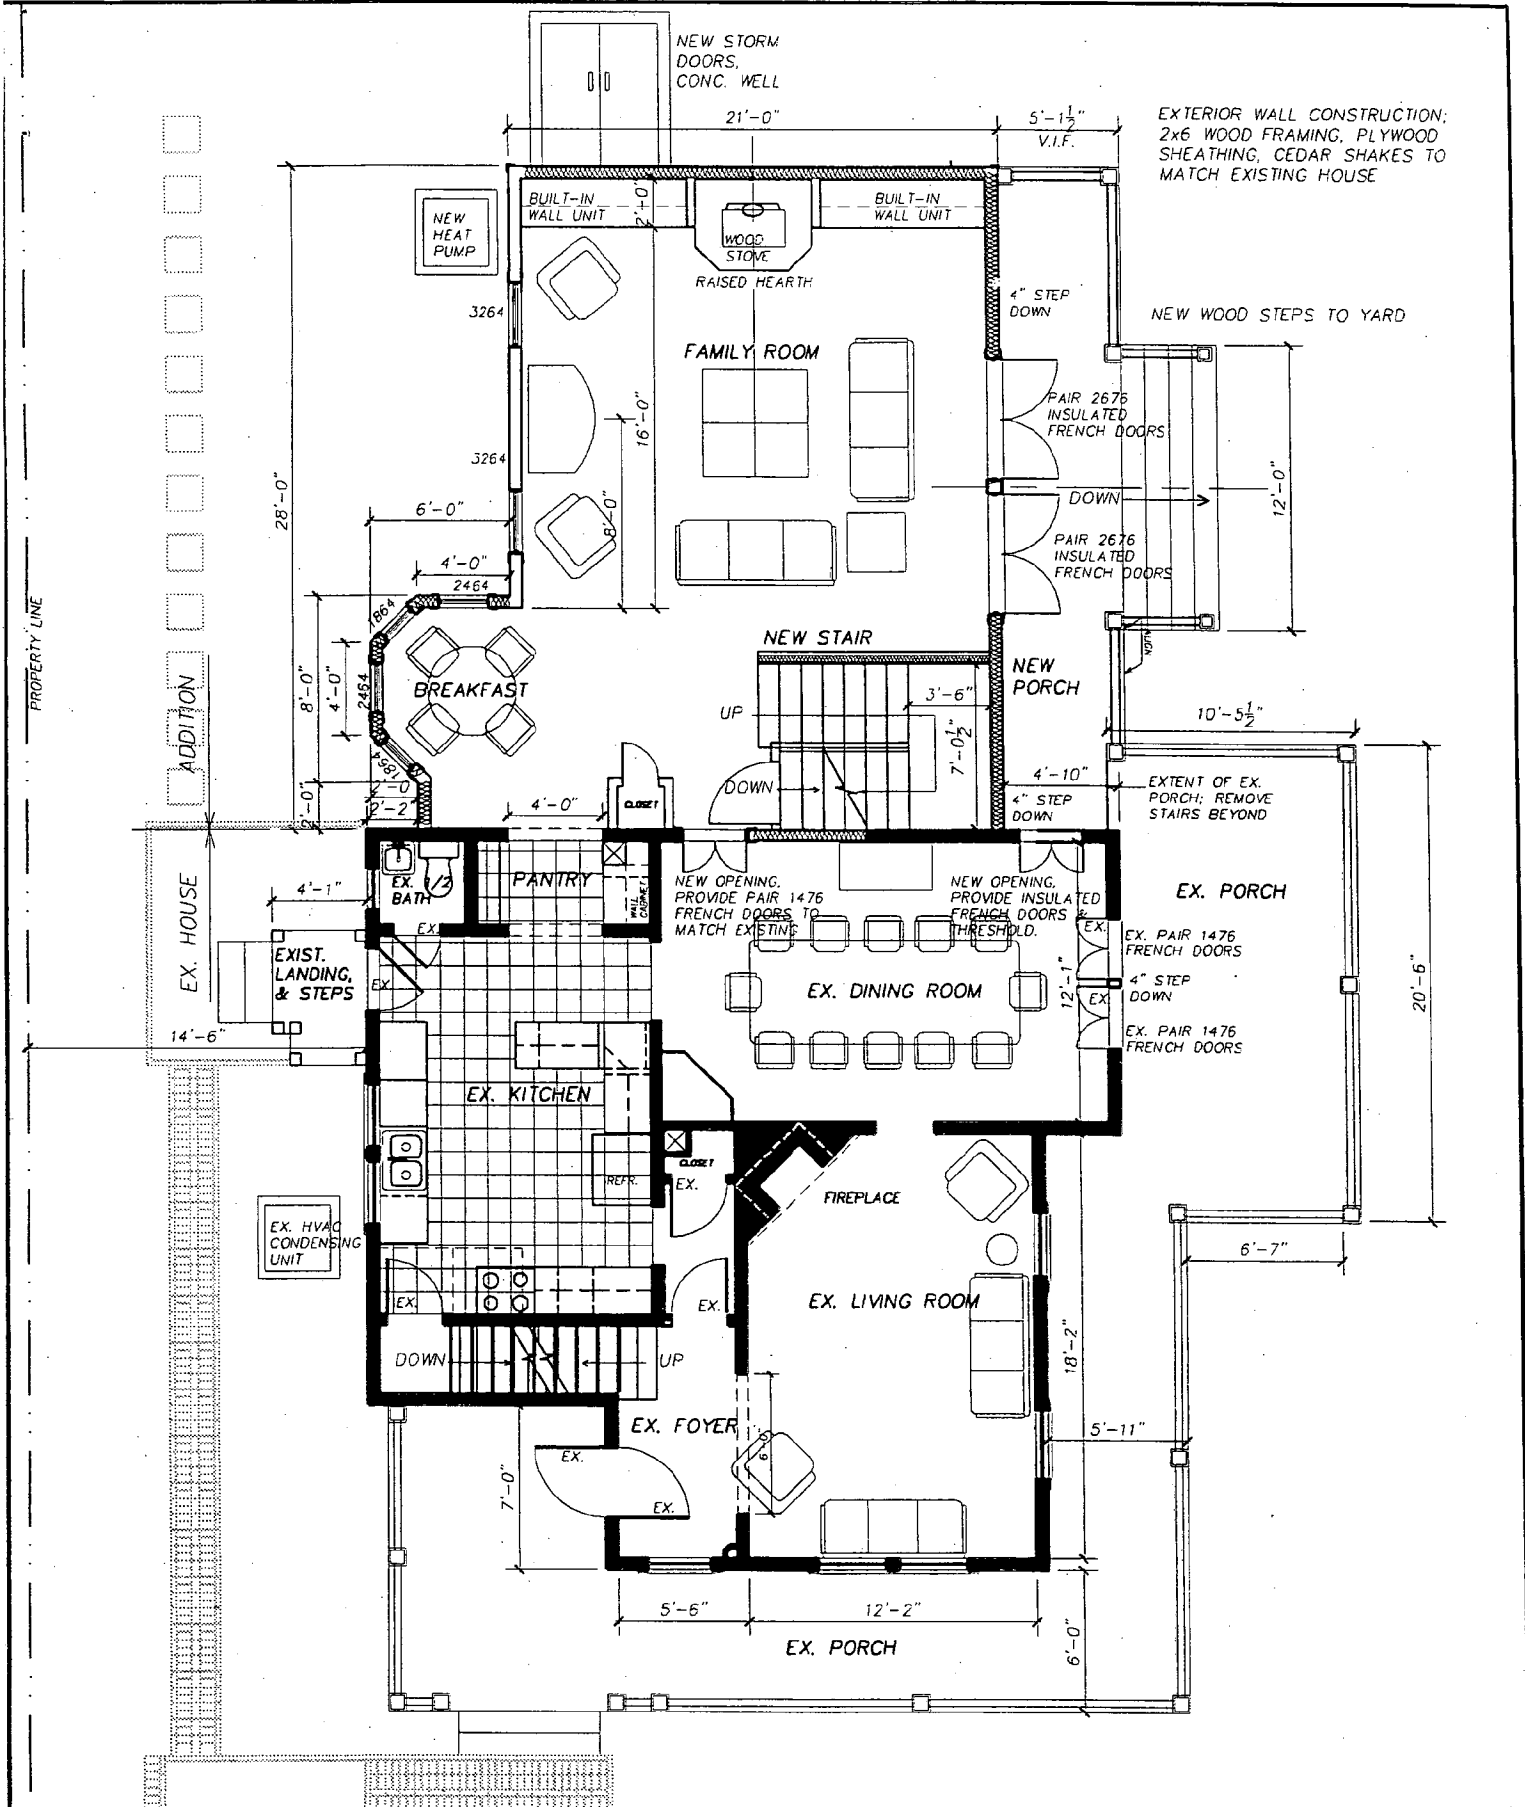 NEW STORM
DOORS,
CONC. WELL
21'-0"
5'-1 1/2"
V.I.F.
EXTERIOR WALL CONSTRUCTION:
2x6 WOOD FRAMING, PLYWOOD
SHEATHING, CEDAR SHAKES TO
MATCH EXISTING HOUSE
NEW
HEAT
PUMP
BUILT-IN
WALL UNIT
2'-0"
WOOD
STOVE
RAISED HEARTH
BUILT-IN
WALL UNIT
4" STEP
DOWN
NEW WOOD STEPS TO YARD
3264
FAMILY ROOM
PAIR 2676
INSULATED
FRENCH DOORS
16'-0"
3264
28'-0"
6'-0"
8'-0"
DOWN
12'-0"
PAIR 2676
INSULATED
FRENCH DOORS
4'-0"
2464
1864
PROPERTY LINE
NEW STAIR
ALIGN
NEW
PORCH
8'-0"
4'-0"
2464
BREAKFAST
ADDITION
UP
3'-6"
7'-0 1/2"
10'-5 1/2"
1864
2'-0
2'-2"
2'-0"
4'-0"
CLOSET
DOWN
4'-10"
4" STEP
DOWN
EXTENT OF EX.
PORCH; REMOVE
STAIRS BEYOND
EX. HOUSE
4'-1"
EX. 1/2
BATH
EX.
PANTRY
WALL
CABINET
NEW OPENING.
PROVIDE PAIR 1476
FRENCH DOORS TO
MATCH EXISTING
NEW OPENING.
PROVIDE INSULATED
FRENCH DOORS &
THRESHOLD.
EX. PORCH
EX.
EX. PAIR 1476
FRENCH DOORS
EXIST.
LANDING,
& STEPS
EX.
EX. DINING ROOM
12'-1"
4" STEP
DOWN
EX.
EX. PAIR 1476
FRENCH DOORS
20'-6"
14'-6"
EX. KITCHEN
CLOSET
EX.
REFR.
FIREPLACE
EX. HVAC
CONDENSING
UNIT
6'-7"
EX.
EX.
EX. LIVING ROOM
18'-2"
DOWN
UP
EX. FOYER
5'-11"
6'-0"
EX.
7'-0"
EX.
5'-6"
12'-2"
EX. PORCH
6'-0"